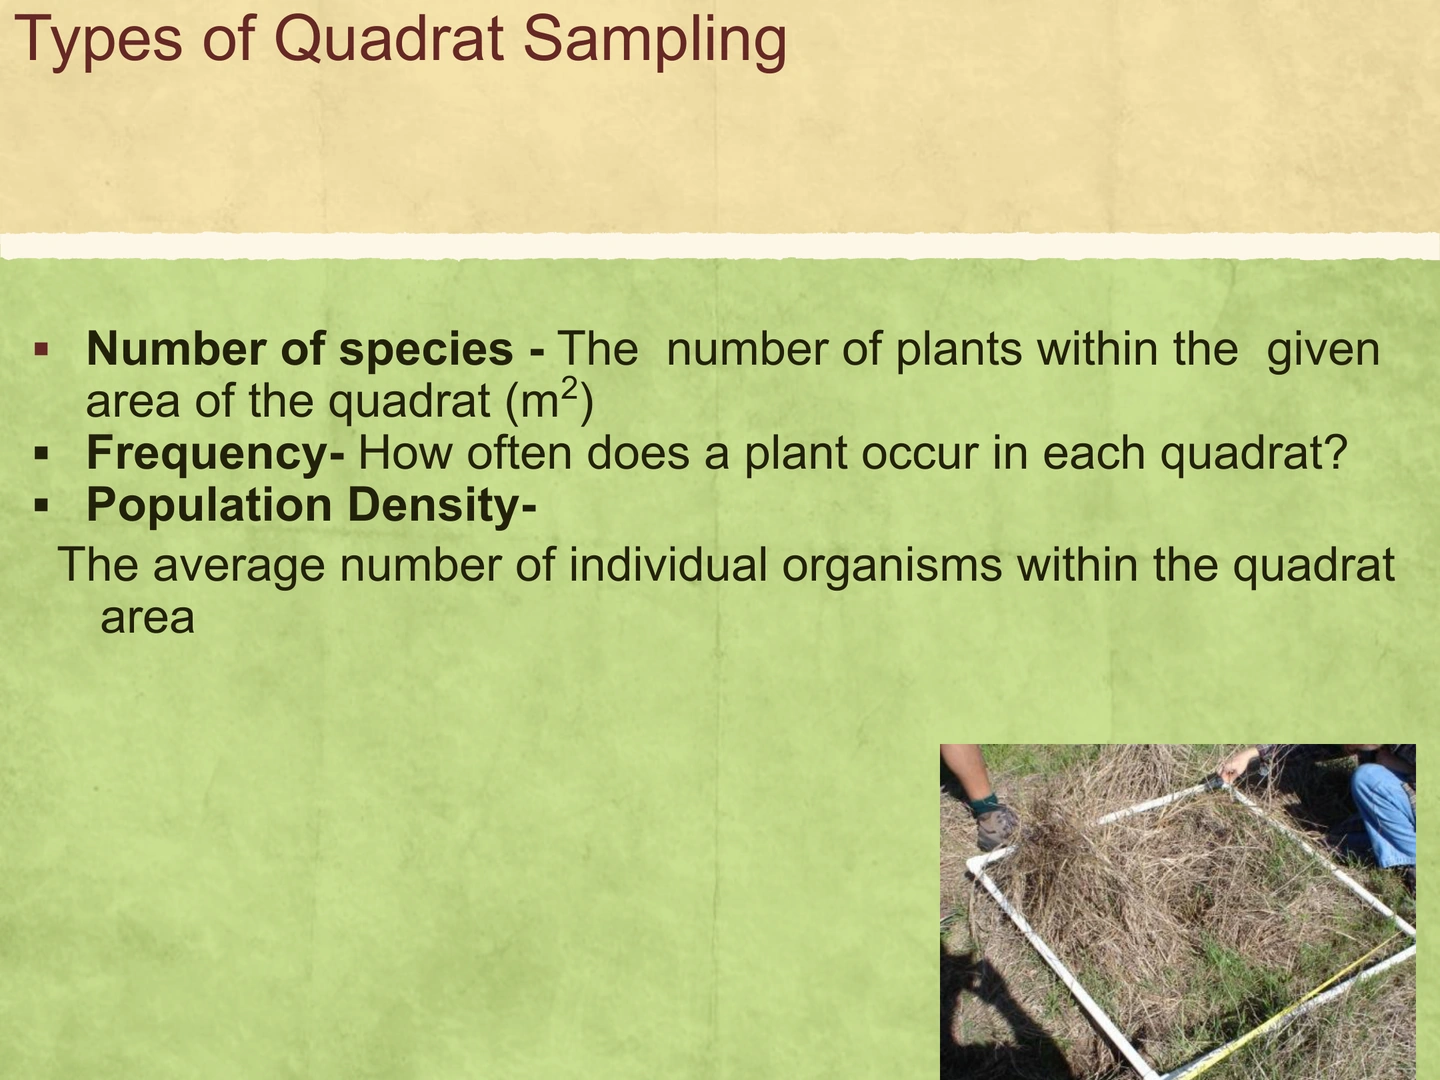 Types of Quadrat Sampling
▪ Number of species - The  number of plants within the  given
area of the quadrat (m²)
▪ Frequency- How often does a plant occur in each quadrat?
▪ Population Density-
The average number of individual organisms within the quadrat
area